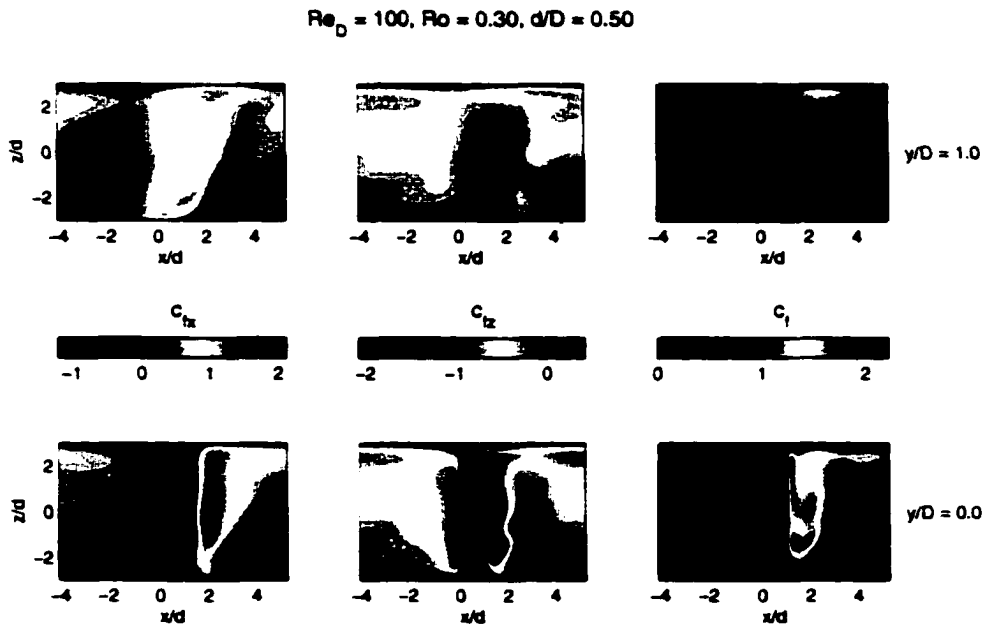 Re_D = 100, Ro = 0.30, d/D = 0.50
z/d
2
0
−2
−4 −2 0 2 4
x/d
−4 −2 0 2 4
x/d
−4 −2 0 2 4
x/d
y/D = 1.0
C_fx
−1 0 1 2
C_fz
−2 −1 0
C_f
0 1 2
z/d
2
0
−2
−4 −2 0 2 4
x/d
−4 −2 0 2 4
x/d
−4 −2 0 2 4
x/d
y/D = 0.0